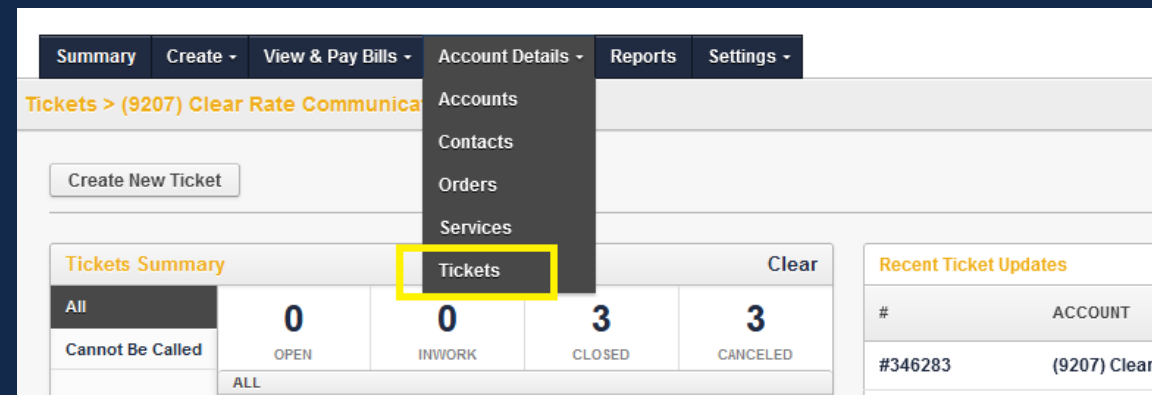 Summary Create View & Pay Bills Account Details Reports Settings
Tickets > (9207) Clear Rate
Accounts
Contacts
Create New Ticket
Orders
Services
Tickets
Tickets Summary Clear Recent Ticket Updates
All 0 0 3 3 # ACCOUNT
Cannot Be Called OPEN INWORK CLOSED CANCELED
#346283 (9207) Clear
ALL